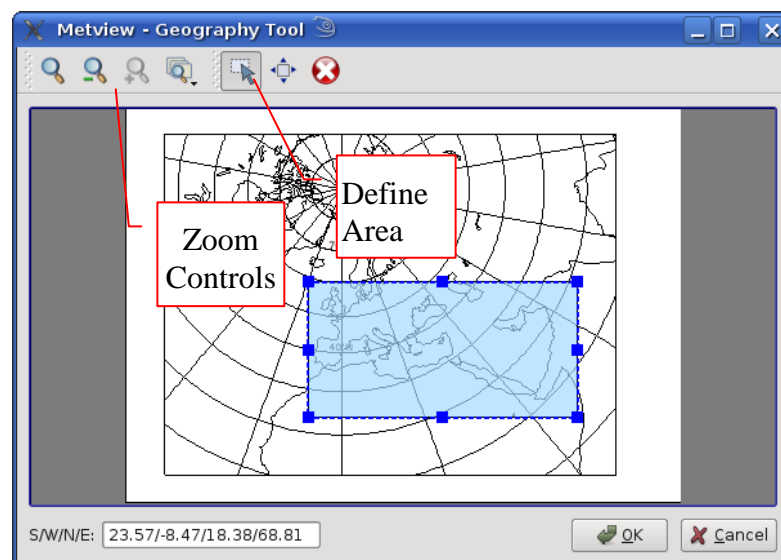 Metview - Geography Tool
Define
Area
Zoom
Controls
S/W/N/E: 23.57/-8.47/18.38/68.81
OK
Cancel